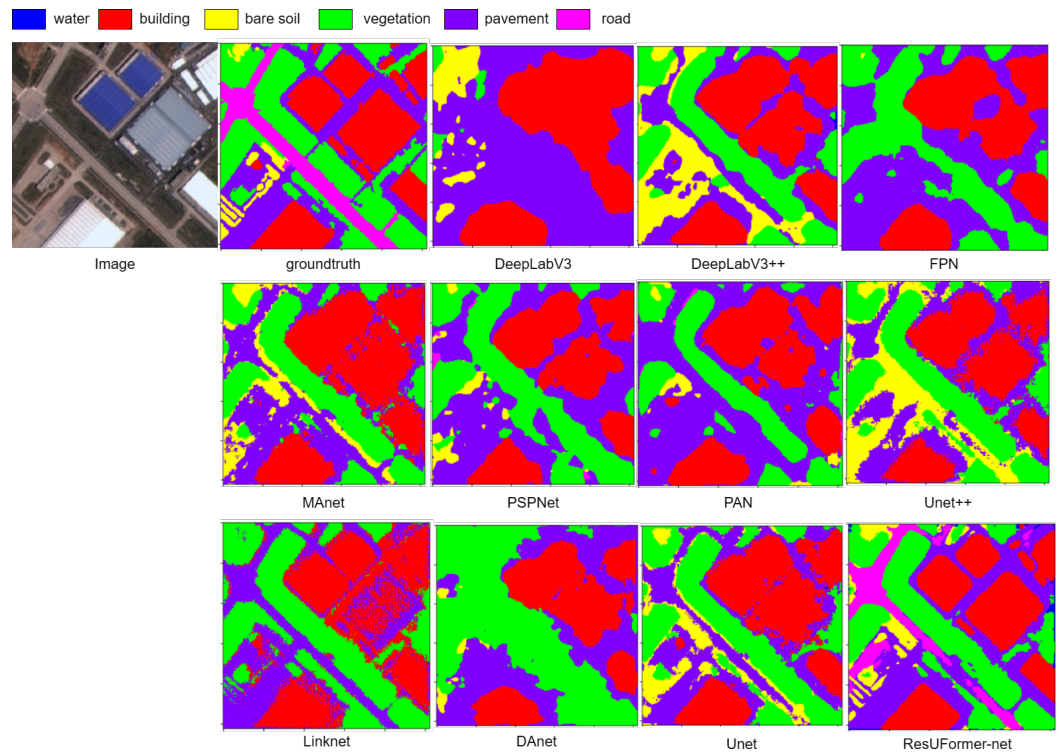 water building bare soil vegetation pavement road
Image groundtruth DeepLabV3 DeepLabV3++ FPN
MAnet PSPNet PAN Unet++
Linknet DAnet Unet ResUFormer-net